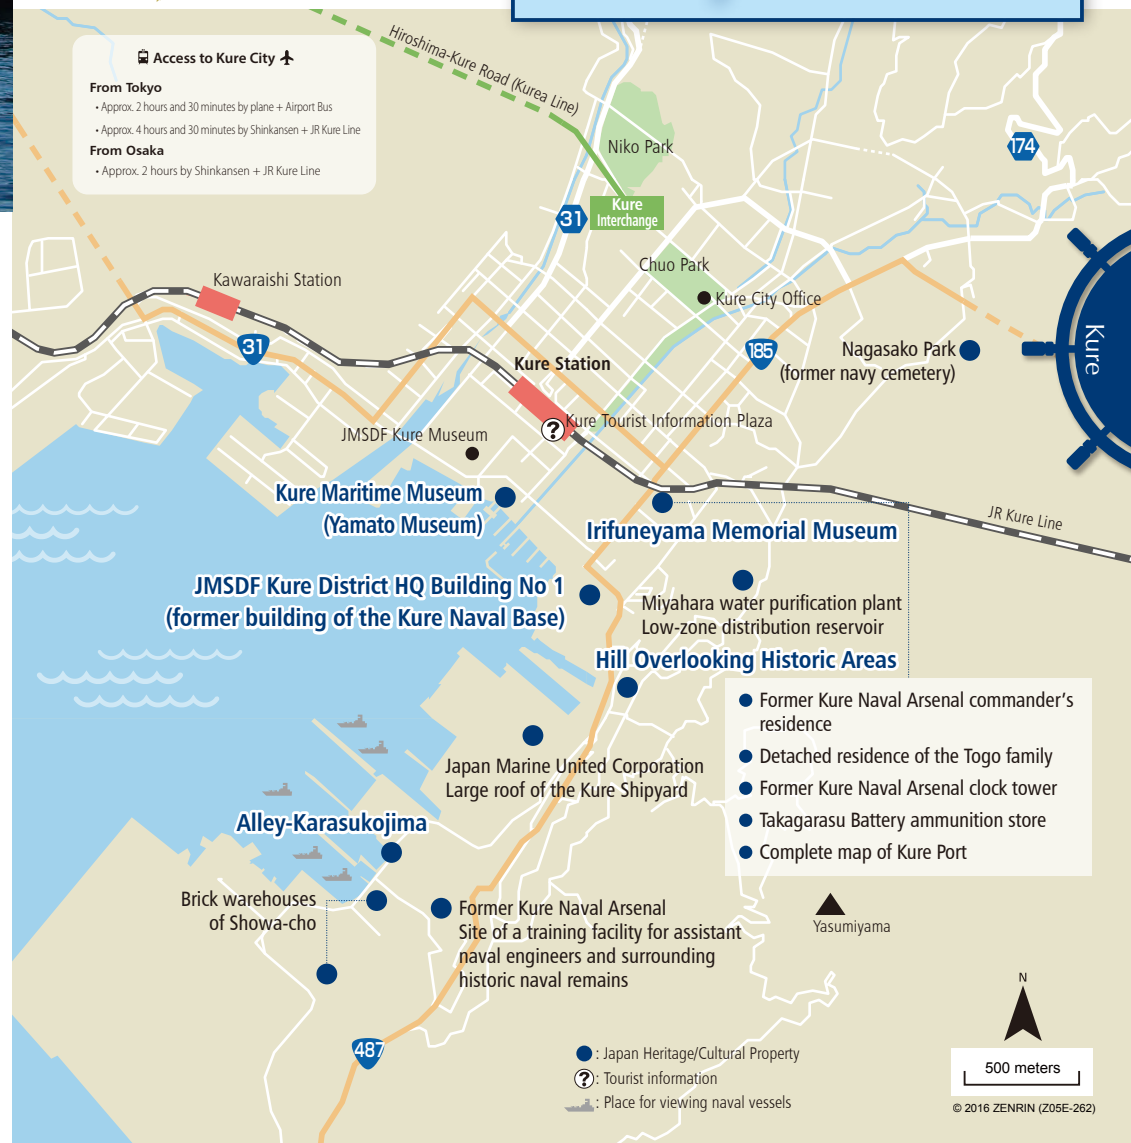 Access to Kure City
From Tokyo
• Approx. 2 hours and 30 minutes by plane + Airport Bus
• Approx. 4 hours and 30 minutes by Shinkansen + JR Kure Line
From Osaka
• Approx. 2 hours by Shinkansen + JR Kure Line
Hiroshima-Kure Road (Kurea Line)
Niko Park
174
31
Kure
Interchange
Chuo Park
Kure City Office
Kawaraishi Station
31
185
Kure
Nagasako Park
(former navy cemetery)
Kure Station
?
Kure Tourist Information Plaza
JMSDF Kure Museum
Kure Maritime Museum
(Yamato Museum)
JR Kure Line
Irifuneyama Memorial Museum
JMSDF Kure District HQ Building No 1
(former building of the Kure Naval Base)
Miyahara water purification plant
Low-zone distribution reservoir
Hill Overlooking Historic Areas
● Former Kure Naval Arsenal commander’s
residence
● Detached residence of the Togo family
● Former Kure Naval Arsenal clock tower
● Takagarasu Battery ammunition store
● Complete map of Kure Port
Japan Marine United Corporation
Large roof of the Kure Shipyard
Alley-Karasukojima
Brick warehouses
of Showa-cho
Former Kure Naval Arsenal
Site of a training facility for assistant
naval engineers and surrounding
historic naval remains
Yasumiyama
487
N
: Japan Heritage/Cultural Property
? : Tourist information
: Place for viewing naval vessels
500 meters
© 2016 ZENRIN (Z05E-262)